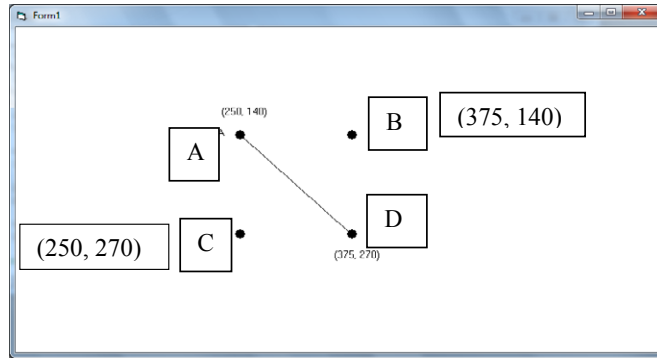 Form1
(250, 140)
A
A
B
(375, 140)
(250, 270)
C
D
(375, 270)